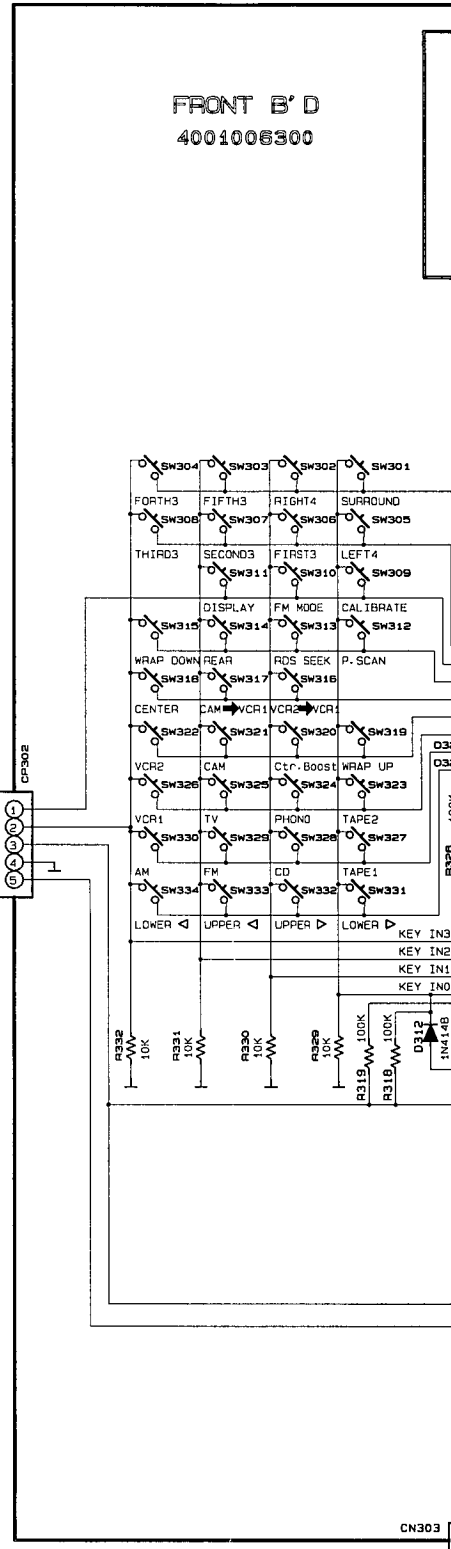 FRONT B'D
4001006300
SW304 SW303 SW302 SW301
FORTH3 FIFTH3 RIGHT4 SURROUND
SW308 SW307 SW306 SW305
THIRD3 SECOND3 FIRST3 LEFT4
SW311 SW310 SW309
DISPLAY FM MODE CALIBRATE
SW315 SW314 SW313 SW312
WRAP DOWN REAR RDS SEEK P.SCAN
SW318 SW317 SW316
CENTER CAM➡VCR1 VCR2➡VCR1
SW322 SW321 SW320 SW319
VCR2 CAM Ctr.Boost WRAP UP
SW326 SW325 SW324 SW323
VCR1 TV PHONO TAPE2
SW330 SW329 SW328 SW327
AM FM CD TAPE1
SW334 SW333 SW332 SW331
LOWER ◁ UPPER ◁ UPPER ▷ LOWER ▷
CP302
1
2
3
4
5
D32
D32
100K
R328
KEY IN3
KEY IN2
KEY IN1
KEY IN0
R332 10K
R331 10K
R330 10K
R329 10K
R319 100K
R318 100K
D312 1N4148
CN303